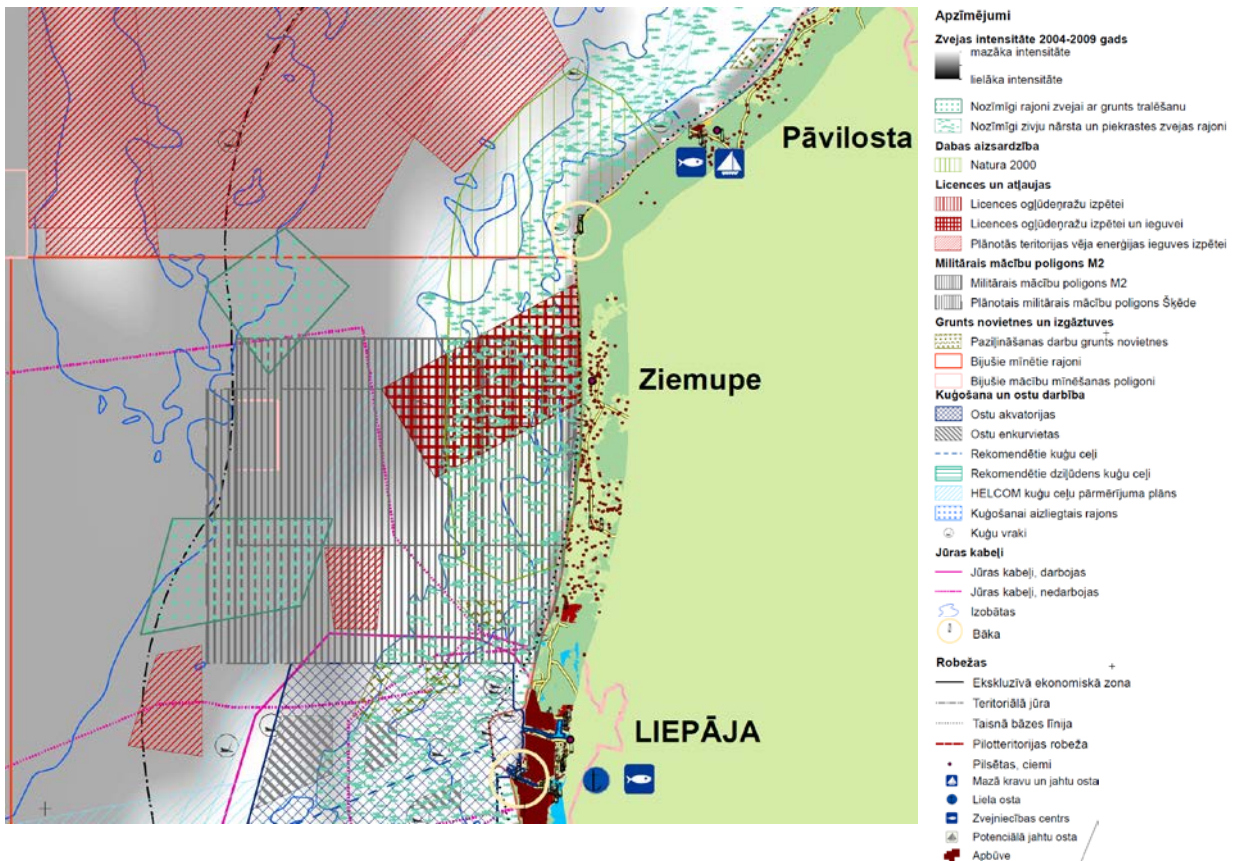 Pāvilosta
Ziemupe
LIEPĀJA
Apzīmējumi
Zvejas intensitāte 2004-2009 gads
mazāka intensitāte
lielāka intensitāte
Nozīmīgi rajoni zvejai ar grunts tralēšanu
Nozīmīgi zivju nārsta un piekrastes zvejas rajoni
Dabas aizsardzība
Natura 2000
Licences un atļaujas
Licences ogļūdeņražu izpētei
Licences ogļūdeņražu izpētei un ieguvei
Plānotās teritorijas vēja enerģijas ieguves izpētei
Militārais mācību poligons M2
Militārais mācību poligons M2
Plānotais militārais mācību poligons Šķēde
Grunts novietnes un izgāztuves
Paziļināšanas darbu grunts novietnes
Bijušie mīnētie rajoni
Bijušie mācību mīnēšanas poligoni
Kuģošana un ostu darbība
Ostu akvatorijas
Ostu enkurvietas
Rekomendētie kuģu ceļi
Rekomendētie dziļūdens kuģu ceļi
HELCOM kuģu ceļu pārmērījuma plāns
Kuģošanai aizliegtais rajons
Kuģu vraki
Jūras kabeļi
Jūras kabeļi, darbojas
Jūras kabeļi, nedarbojas
Izobātas
Bāka
Robežas
Ekskluzīvā ekonomiskā zona
Teritoriālā jūra
Taisnā bāzes līnija
Pilotteritorijas robeža
Pilsētas, ciemi
Mazā kravu un jahtu osta
Liela osta
Zvejniecības centrs
Potenciālā jahtu osta
Apbūve